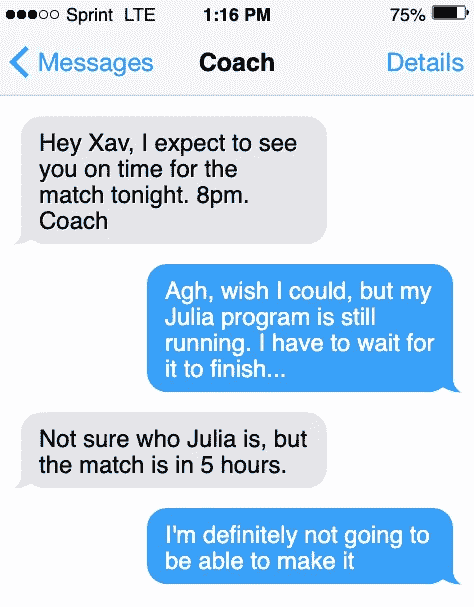 Sprint LTE 1:16 PM 75%
Messages Coach Details
Hey Xav, I expect to see
you on time for the
match tonight. 8pm.
Coach
Agh, wish I could, but my
Julia program is still
running. I have to wait for
it to finish...
Not sure who Julia is, but
the match is in 5 hours.
I'm definitely not going to
be able to make it